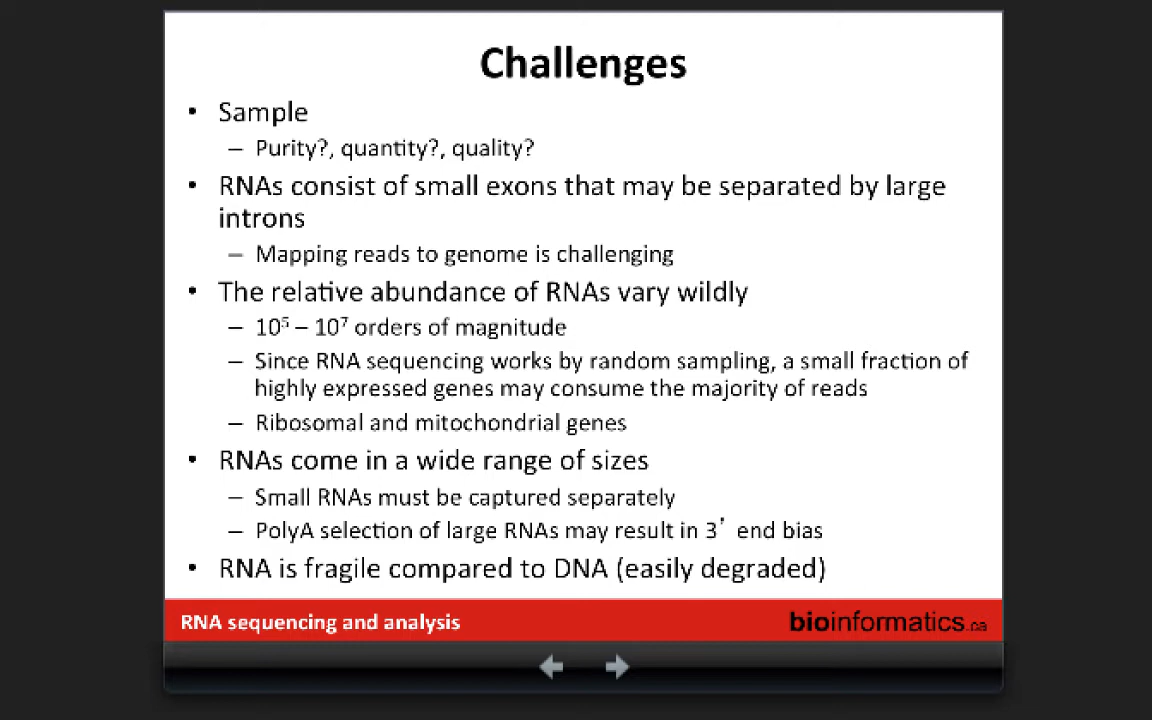 Challenges
• Sample
– Purity?, quantity?, quality?
• RNAs consist of small exons that may be separated by large
introns
– Mapping reads to genome is challenging
• The relative abundance of RNAs vary wildly
– 10⁵ – 10⁷ orders of magnitude
– Since RNA sequencing works by random sampling, a small fraction of
highly expressed genes may consume the majority of reads
– Ribosomal and mitochondrial genes
• RNAs come in a wide range of sizes
– Small RNAs must be captured separately
– PolyA selection of large RNAs may result in 3’ end bias
• RNA is fragile compared to DNA (easily degraded)
RNA sequencing and analysis
bioinformatics.ca